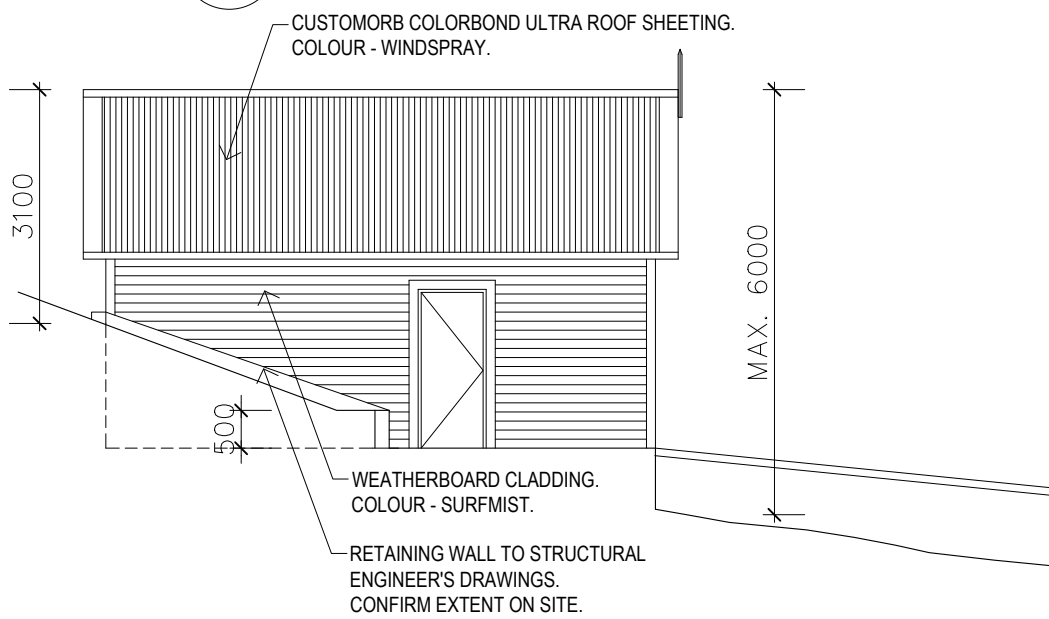 CUSTOMORB COLORBOND ULTRA ROOF SHEETING.
COLOUR - WINDSPRAY.
3100
MAX. 6000
500
WEATHERBOARD CLADDING.
COLOUR - SURFMIST.
RETAINING WALL TO STRUCTURAL
ENGINEER'S DRAWINGS.
CONFIRM EXTENT ON SITE.